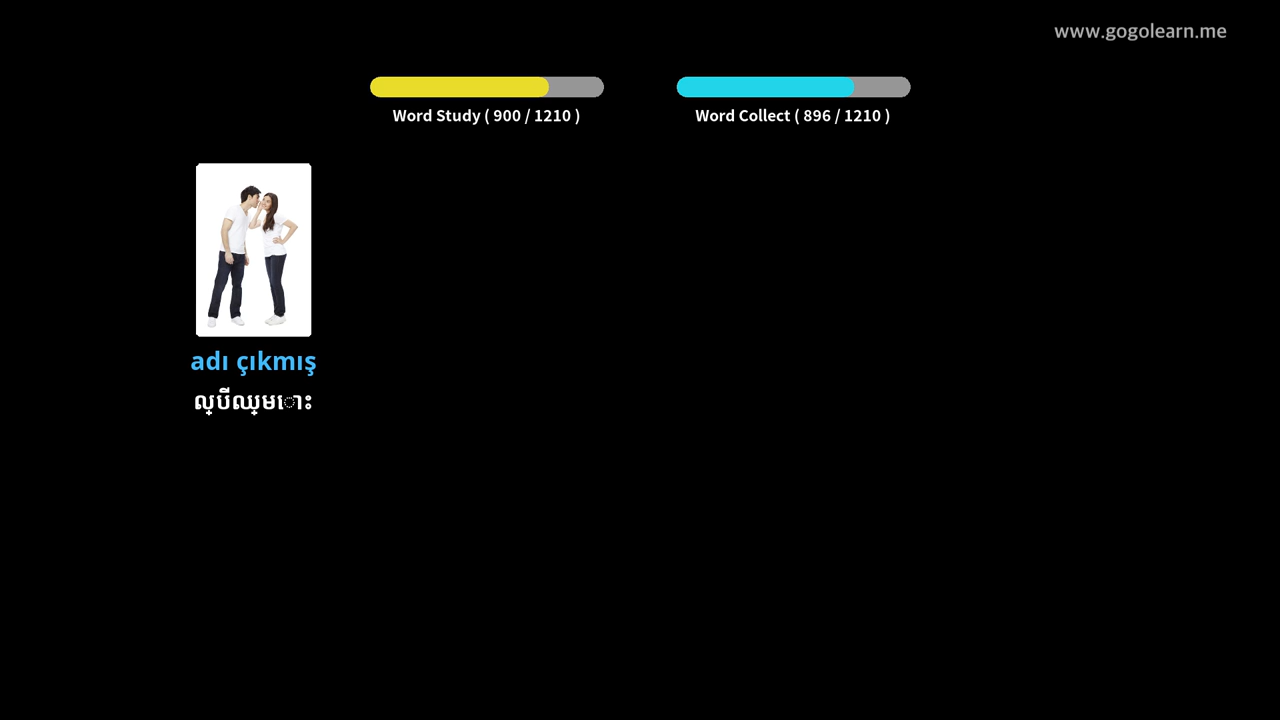 www.gogolearn.me
Word Study ( 900 / 1210 )
Word Collect ( 896 / 1210 )
adı çıkmış
ល្បីឈ្មោះ